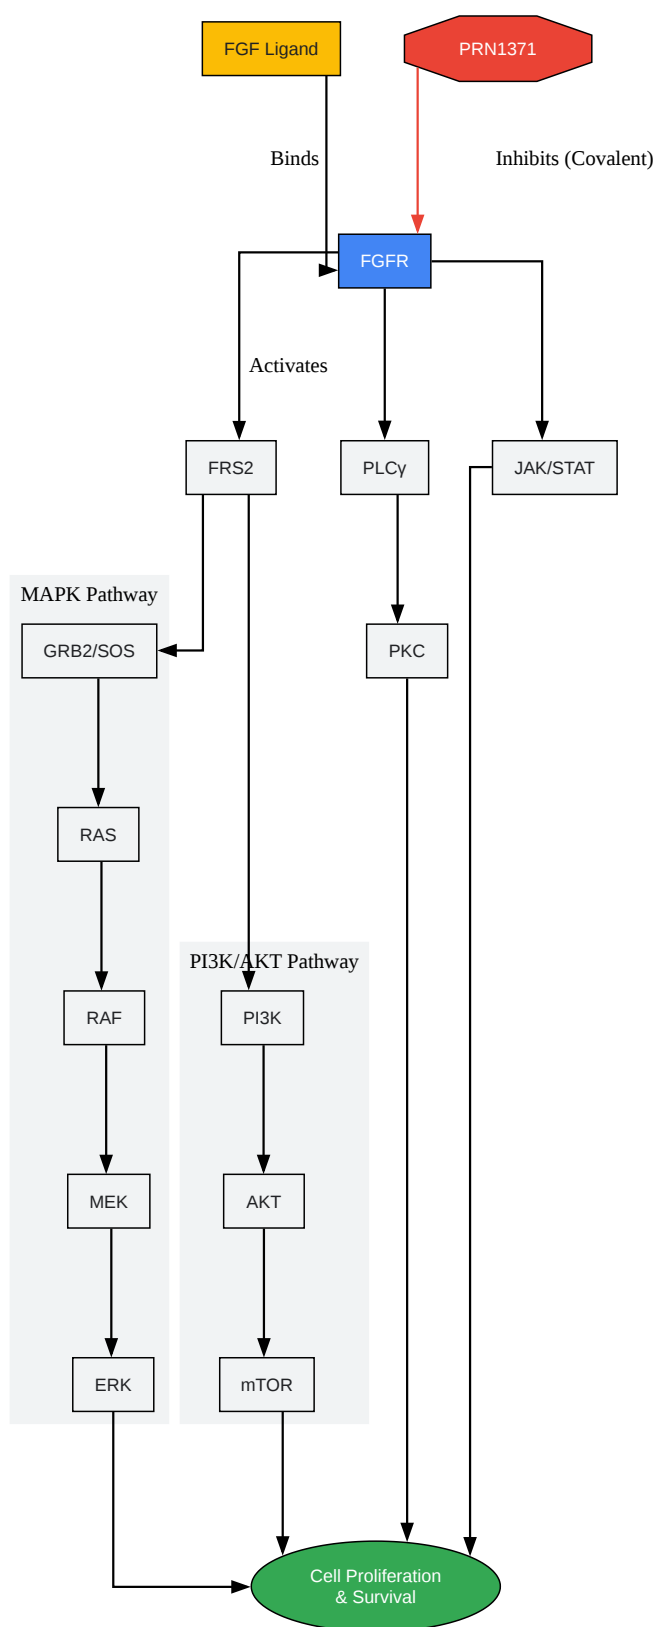 FGF Ligand
PRN1371
Binds
Inhibits (Covalent)
FGFR
Activates
FRS2
PLCγ
JAK/STAT
MAPK Pathway
GRB2/SOS
PKC
RAS
PI3K/AKT Pathway
RAF
PI3K
MEK
AKT
ERK
mTOR
Cell Proliferation
& Survival